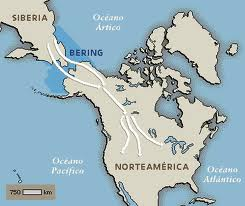 SIBERIA
Océano
Ártico
BERING
Océano
Pacífico
NORTEAMÉRICA
Océano
Atlántico
750 km